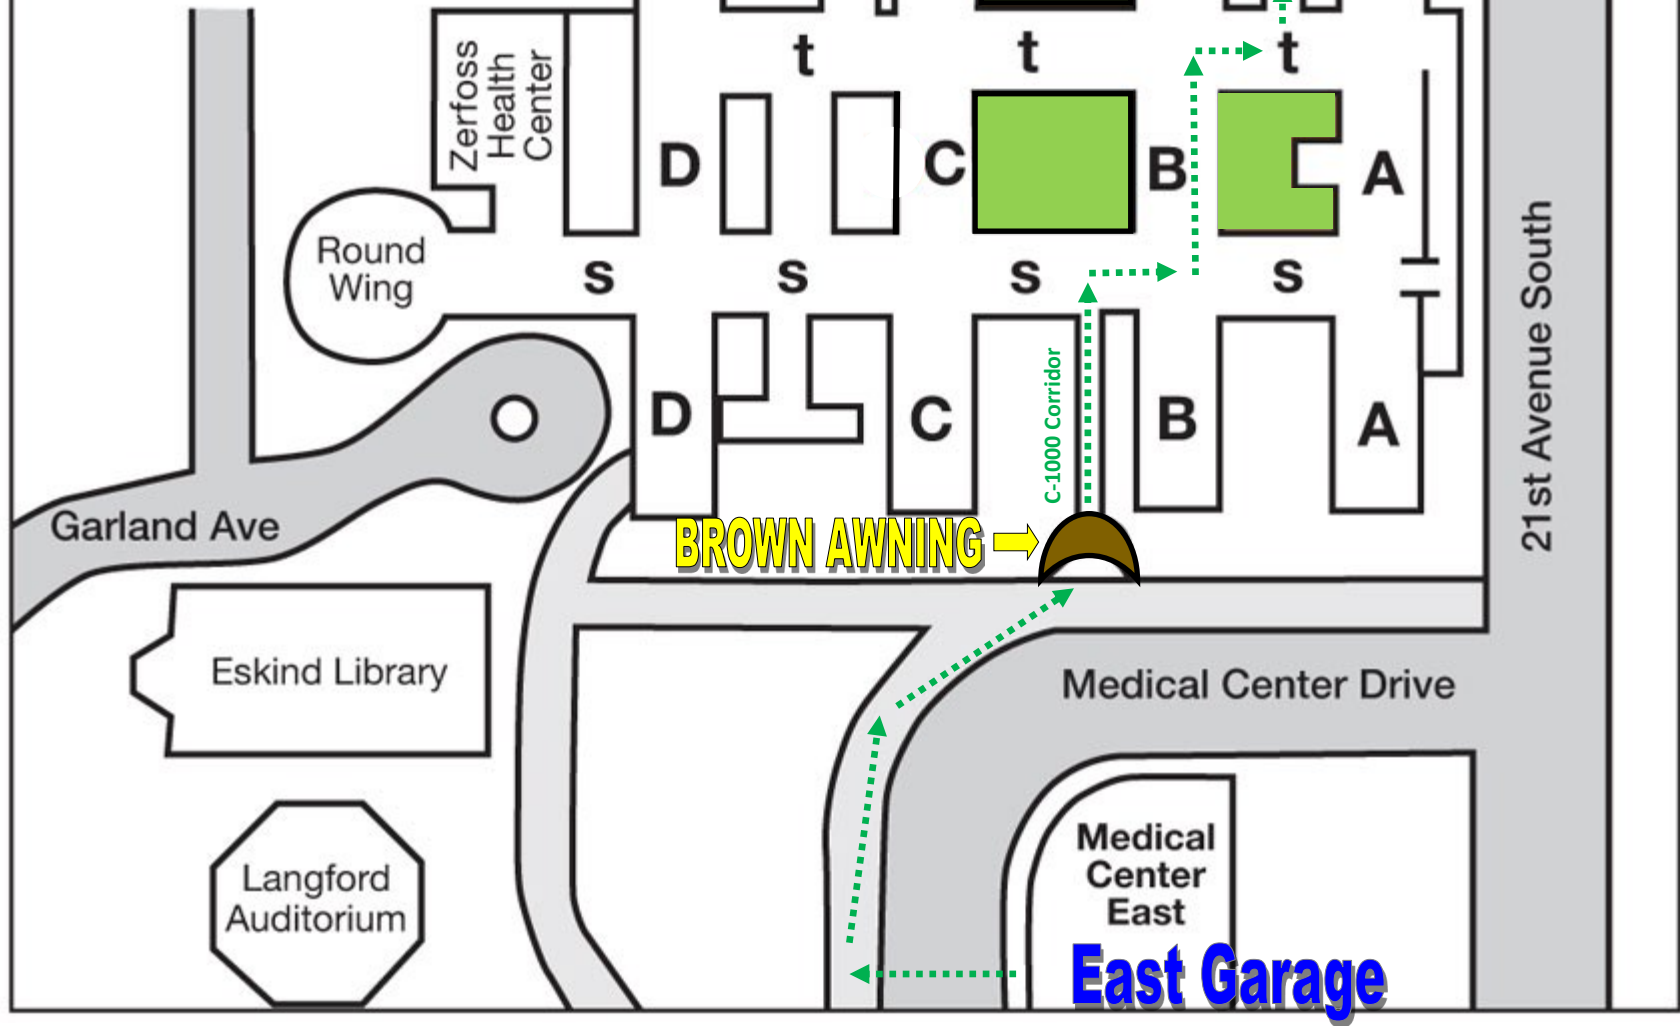 Zerfoss
Health
Center
t
t
t
D
C
B
A
Round
Wing
s
s
s
s
D
C
C-1000 Corridor
B
A
21st Avenue South
Garland Ave
BROWN AWNING
Eskind Library
Medical Center Drive
Langford
Auditorium
Medical
Center
East
East Garage